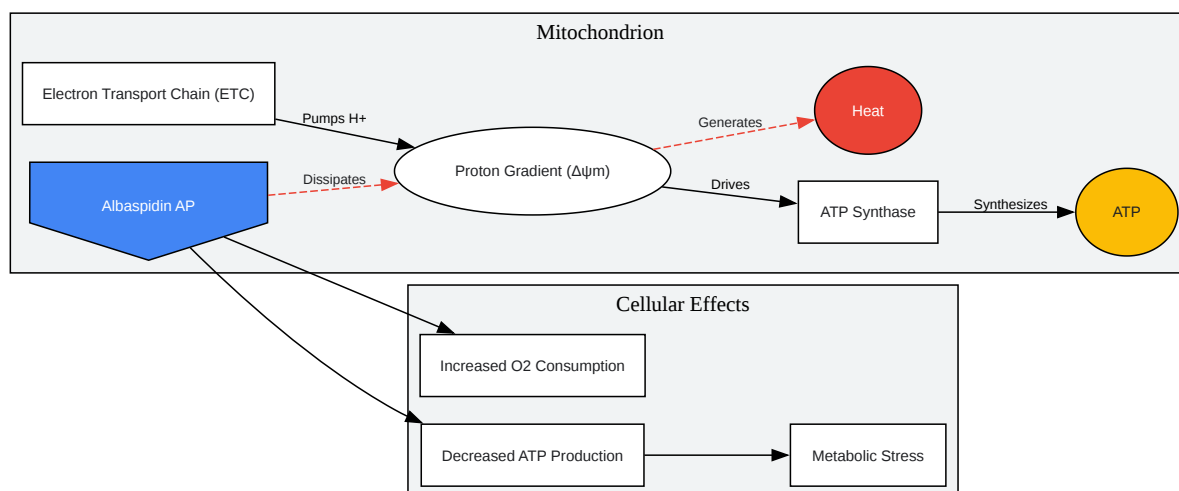 Mitochondrion
Electron Transport Chain (ETC)
Pumps H+
Generates
Heat
Albaspidin AP
Dissipates
Proton Gradient (Δψm)
Drives
ATP Synthase
Synthesizes
ATP
Cellular Effects
Increased O2 Consumption
Decreased ATP Production
Metabolic Stress